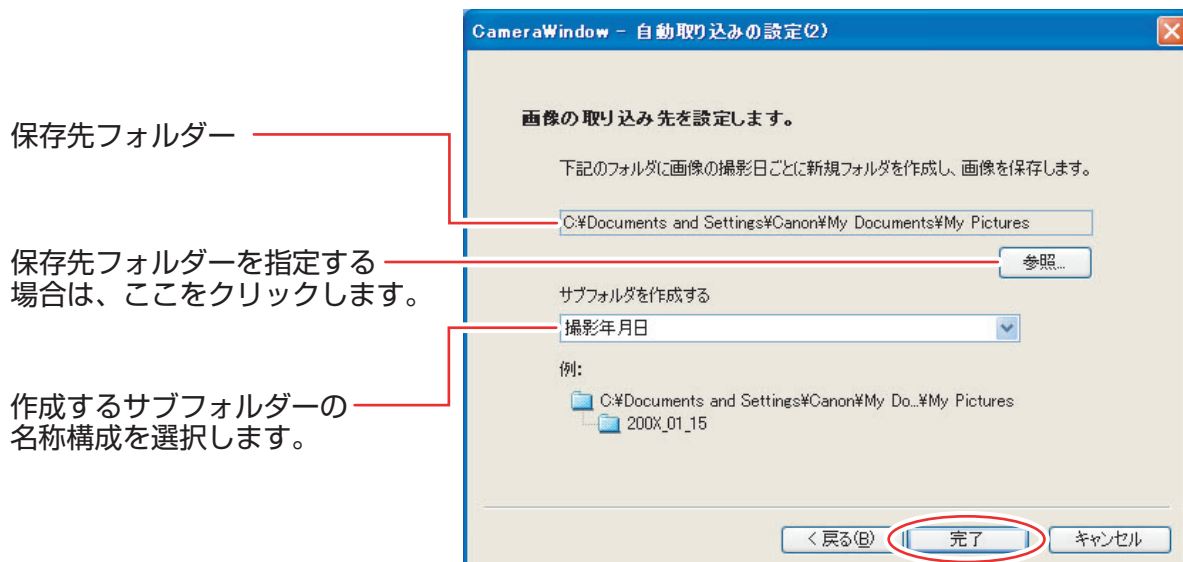 CameraWindow - 自動取り込みの設定(2)
画像の取り込み先を設定します。
保存先フォルダー
下記のフォルダに画像の撮影日ごとに新規フォルダを作成し、画像を保存します。
C:¥Documents and Settings¥Canon¥My Documents¥My Pictures
保存先フォルダーを指定する
場合は、ここをクリックします。
参照...
サブフォルダを作成する
撮影年月日
例:
作成するサブフォルダーの
名称構成を選択します。
C:¥Documents and Settings¥Canon¥My Do...¥My Pictures
200X_01_15
< 戻る(B)
完了
キャンセル